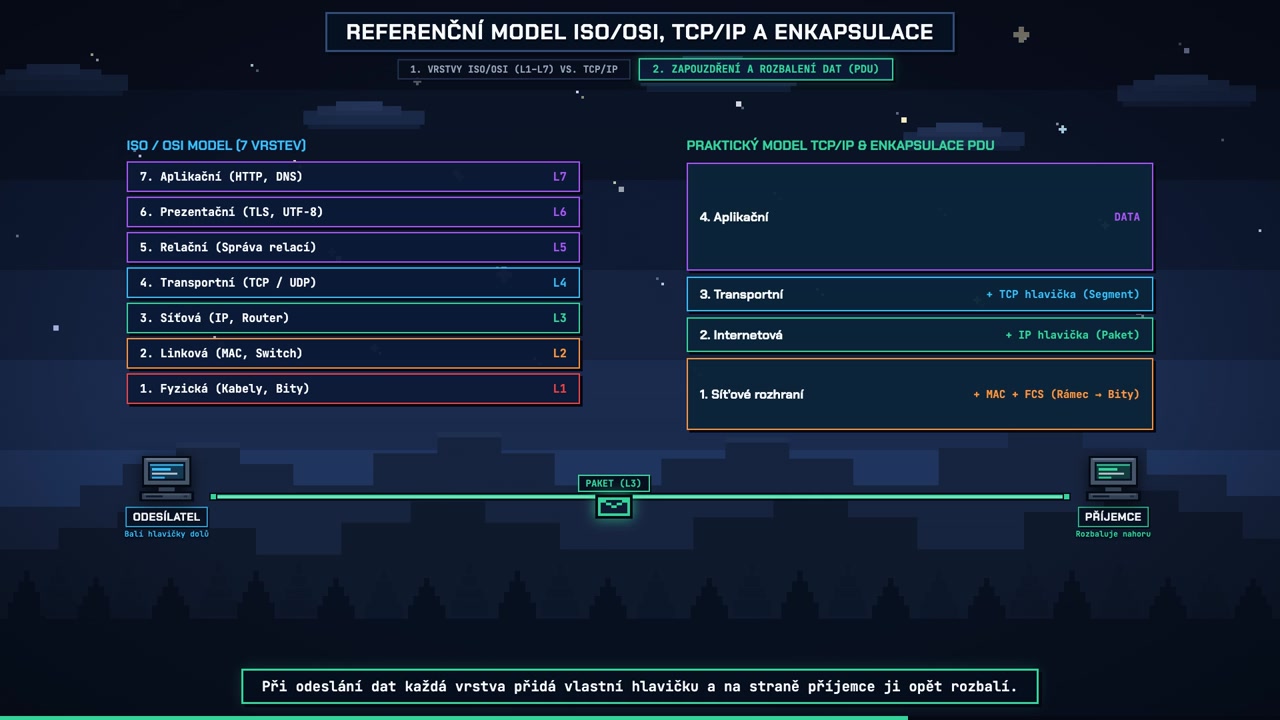 REFERENČNÍ MODEL ISO/OSI, TCP/IP A ENKAPSULACE
1. VRSTVY ISO/OSI (L1–L7) VS. TCP/IP
2. ZAPOUZDŘENÍ A ROZBALENÍ DAT (PDU)
ISO / OSI MODEL (7 VRSTEV)
7. Aplikační (HTTP, DNS) L7
6. Prezentační (TLS, UTF-8) L6
5. Relační (Správa relací) L5
4. Transportní (TCP / UDP) L4
3. Síťová (IP, Router) L3
2. Linková (MAC, Switch) L2
1. Fyzická (Kabely, Bity) L1
PRAKTICKÝ MODEL TCP/IP & ENKAPSULACE PDU
4. Aplikační DATA
3. Transportní + TCP hlavička (Segment)
2. Internetová + IP hlavička (Paket)
1. Síťové rozhraní + MAC + FCS (Rámec → Bity)
PAKET (L3)
ODESÍLATEL
Balí hlavičky dolů
PŘÍJEMCE
Rozbaluje nahoru
Při odeslání dat každá vrstva přidá vlastní hlavičku a na straně příjemce ji opět rozbalí.